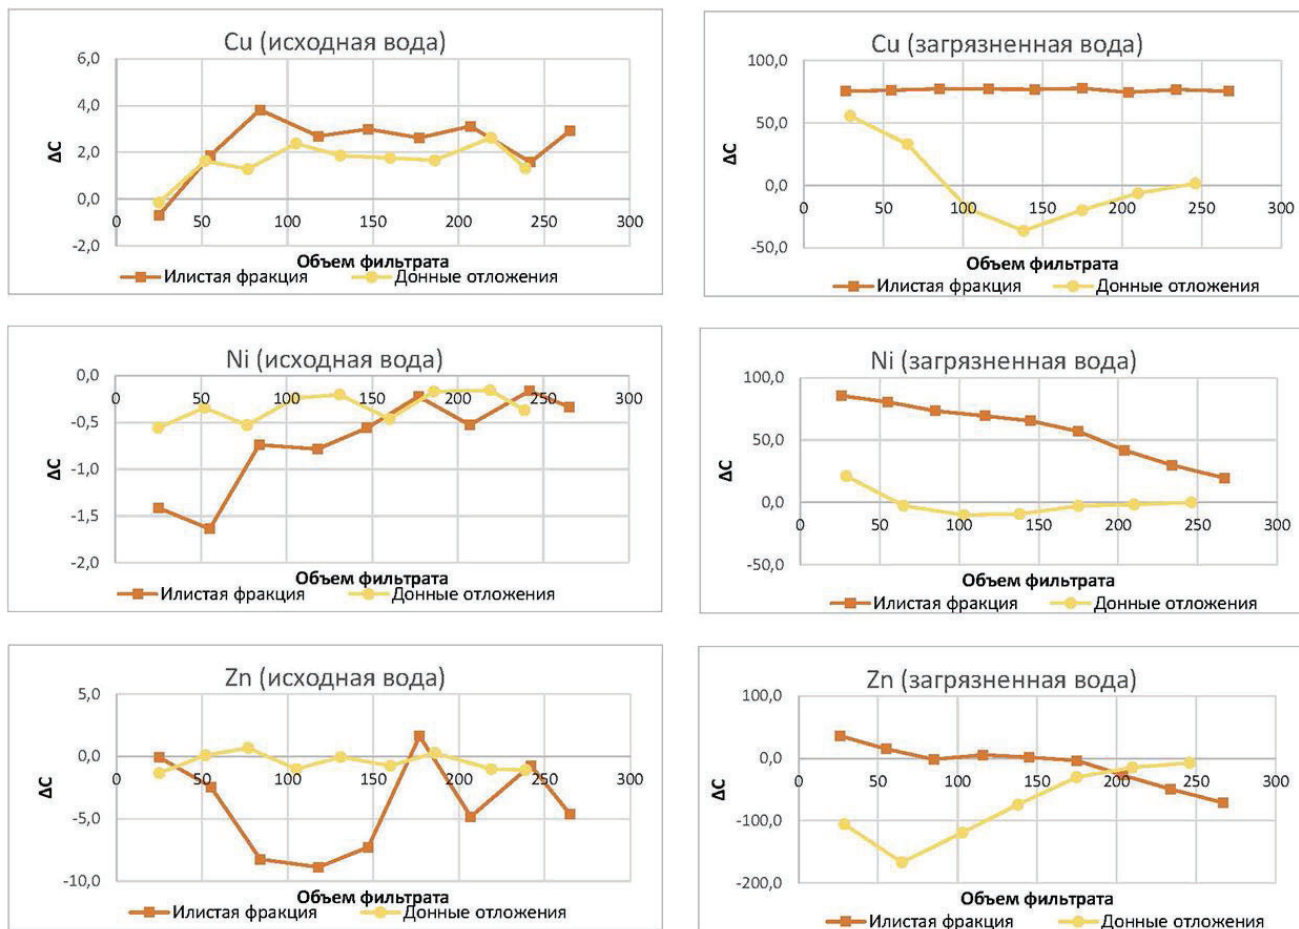 Cu (исходная вода)
6,0
4,0
2,0
0,0
-2,0
0 50 100 150 200 250 300
ΔC
Объем фильтрата
Илистая фракция Донные отложения
Cu (загрязненная вода)
100,0
50,0
0,0
-50,0
0 50 100 150 200 250 300
ΔC
Объем фильтрата
Илистая фракция Донные отложения
Ni (исходная вода)
0,0
-0,5
-1,0
-1,5
-2,0
0 50 100 150 200 250 300
ΔC
Объем фильтрата
Илистая фракция Донные отложения
Ni (загрязненная вода)
100,0
50,0
0,0
-50,0
0 50 100 150 200 250 300
ΔC
Объем фильтрата
Илистая фракция Донные отложения
Zn (исходная вода)
5,0
0,0
-5,0
-10,0
0 50 100 150 200 250 300
ΔC
Объем фильтрата
Илистая фракция Донные отложения
Zn (загрязненная вода)
100,0
0,0
-100,0
-200,0
0 50 100 150 200 250 300
ΔC
Объем фильтрата
Илистая фракция Донные отложения